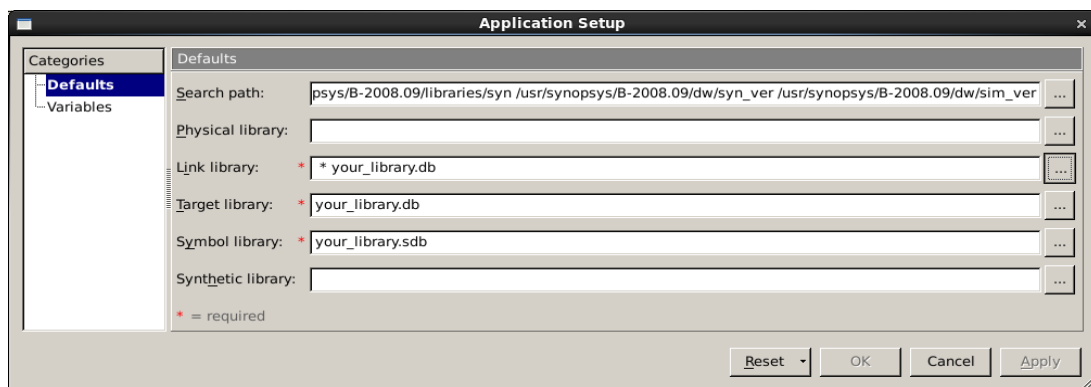 Application Setup
Categories
Defaults
Variables
Defaults
Search path: psys/B-2008.09/libraries/syn /usr/synopsys/B-2008.09/dw/syn_ver /usr/synopsys/B-2008.09/dw/sim_ver ...
Physical library: ...
Link library: * * your_library.db ...
Target library: * your_library.db ...
Symbol library: * your_library.sdb ...
Synthetic library: ...
* = required
Reset OK Cancel Apply